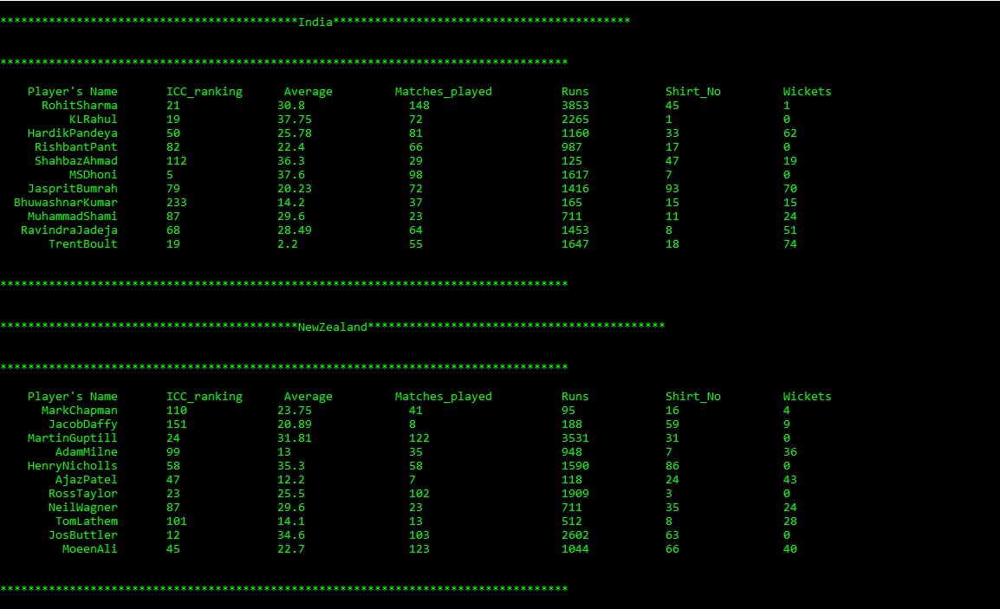 *******************************************India*******************************************
**********************************************************************************
Player's Name ICC_ranking Average Matches_played Runs Shirt_No Wickets
RohitSharma 21 30.8 148 3853 45 1
KLRahul 19 37.75 72 2265 1 0
HardikPandeya 50 25.78 81 1160 33 62
RishbantPant 82 22.4 66 987 17 0
ShahbazAhmad 112 36.3 29 125 47 19
MSDhoni 5 37.6 98 1617 7 0
JaspritBumrah 79 20.23 72 1416 93 70
BhuwashnarKumar 233 14.2 37 165 15 15
MuhammadShami 87 29.6 23 711 11 24
RavindraJadeja 68 28.49 64 1453 8 51
TrentBoult 19 2.2 55 1647 18 74
**********************************************************************************
*******************************************NewZealand*******************************************
**********************************************************************************
Player's Name ICC_ranking Average Matches_played Runs Shirt_No Wickets
MarkChapman 110 23.75 41 95 16 4
JacobDaffy 151 20.89 8 188 59 9
MartinGuptill 24 31.81 122 3531 31 0
AdamMilne 99 13 35 948 7 36
HenryNicholls 58 35.3 58 1590 86 0
AjazPatel 47 12.2 7 118 24 43
RossTaylor 23 25.5 102 1909 3 0
NeilWagner 87 29.6 23 711 35 24
TomLathem 101 14.1 13 512 8 28
JosButtler 12 34.6 103 2602 63 0
MoeenAli 45 22.7 123 1044 66 40
**********************************************************************************